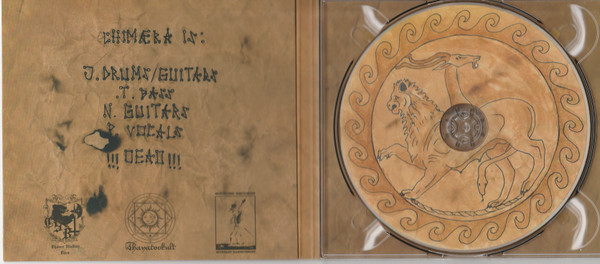 CHIMÆRA IS:
J. DRUMS/GUITARS
T. BASS
N. GUITARS
P. VOCALS
!!! DEAD !!!